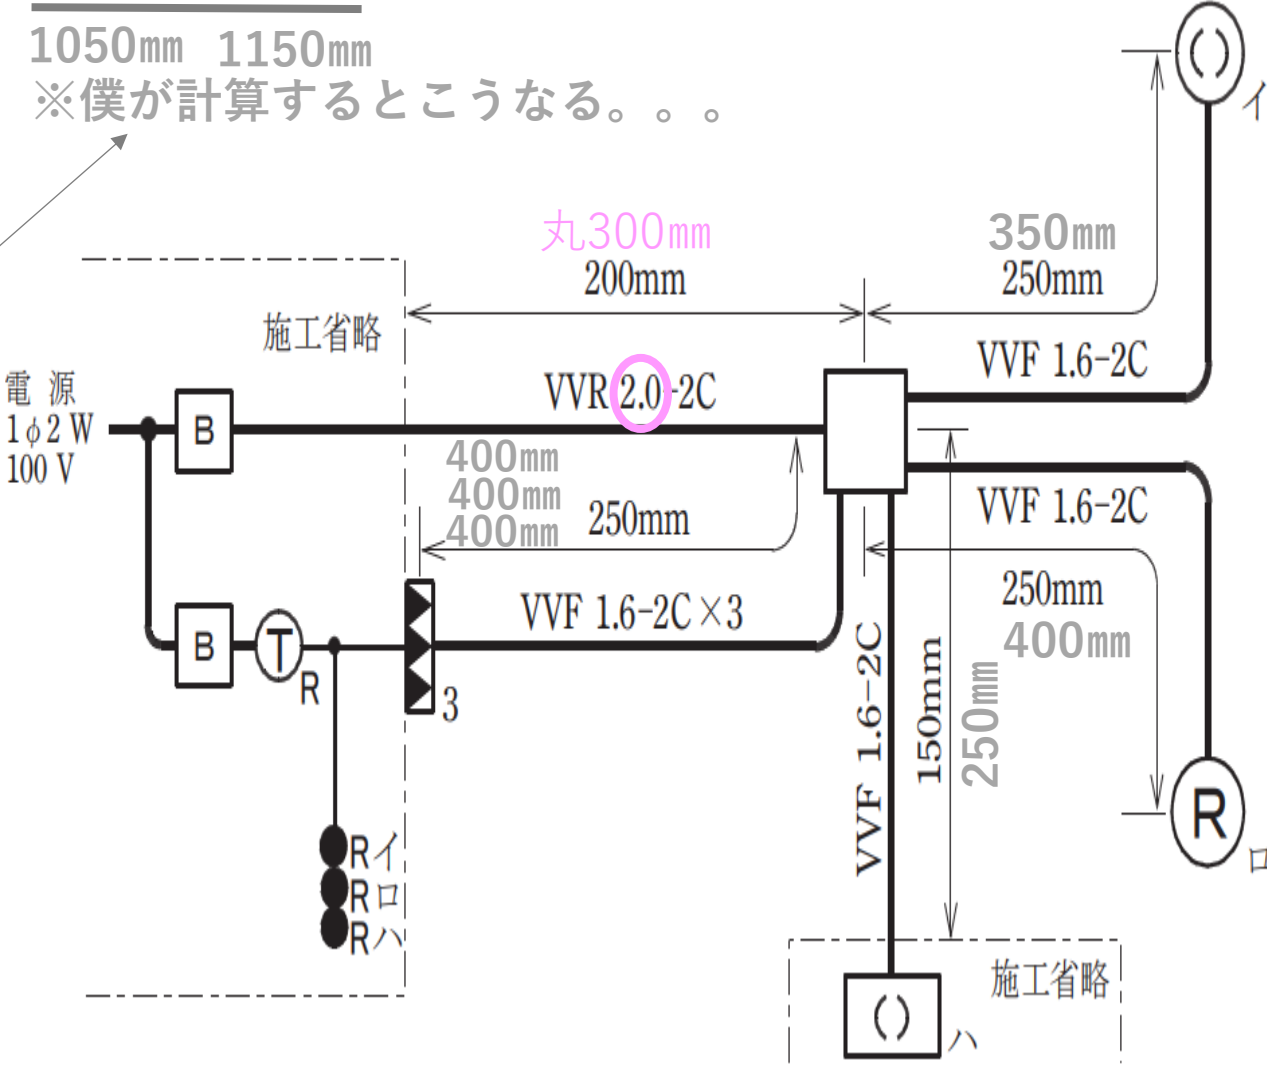 1050㎜ 1150㎜
※僕が計算するとこうなる。。。
イ
丸300㎜
200mm
350㎜
250mm
施工省略
電 源
1φ2 W
100 V
B
VVR 2.0-2C
VVF 1.6-2C
400㎜
400㎜
400㎜
250mm
VVF 1.6-2C
250mm
400㎜
VVF 1.6-2C×3
B
T
R
3
VVF 1.6-2C
150mm
250㎜
R
ロ
Rイ
Rロ
Rハ
施工省略
ハ